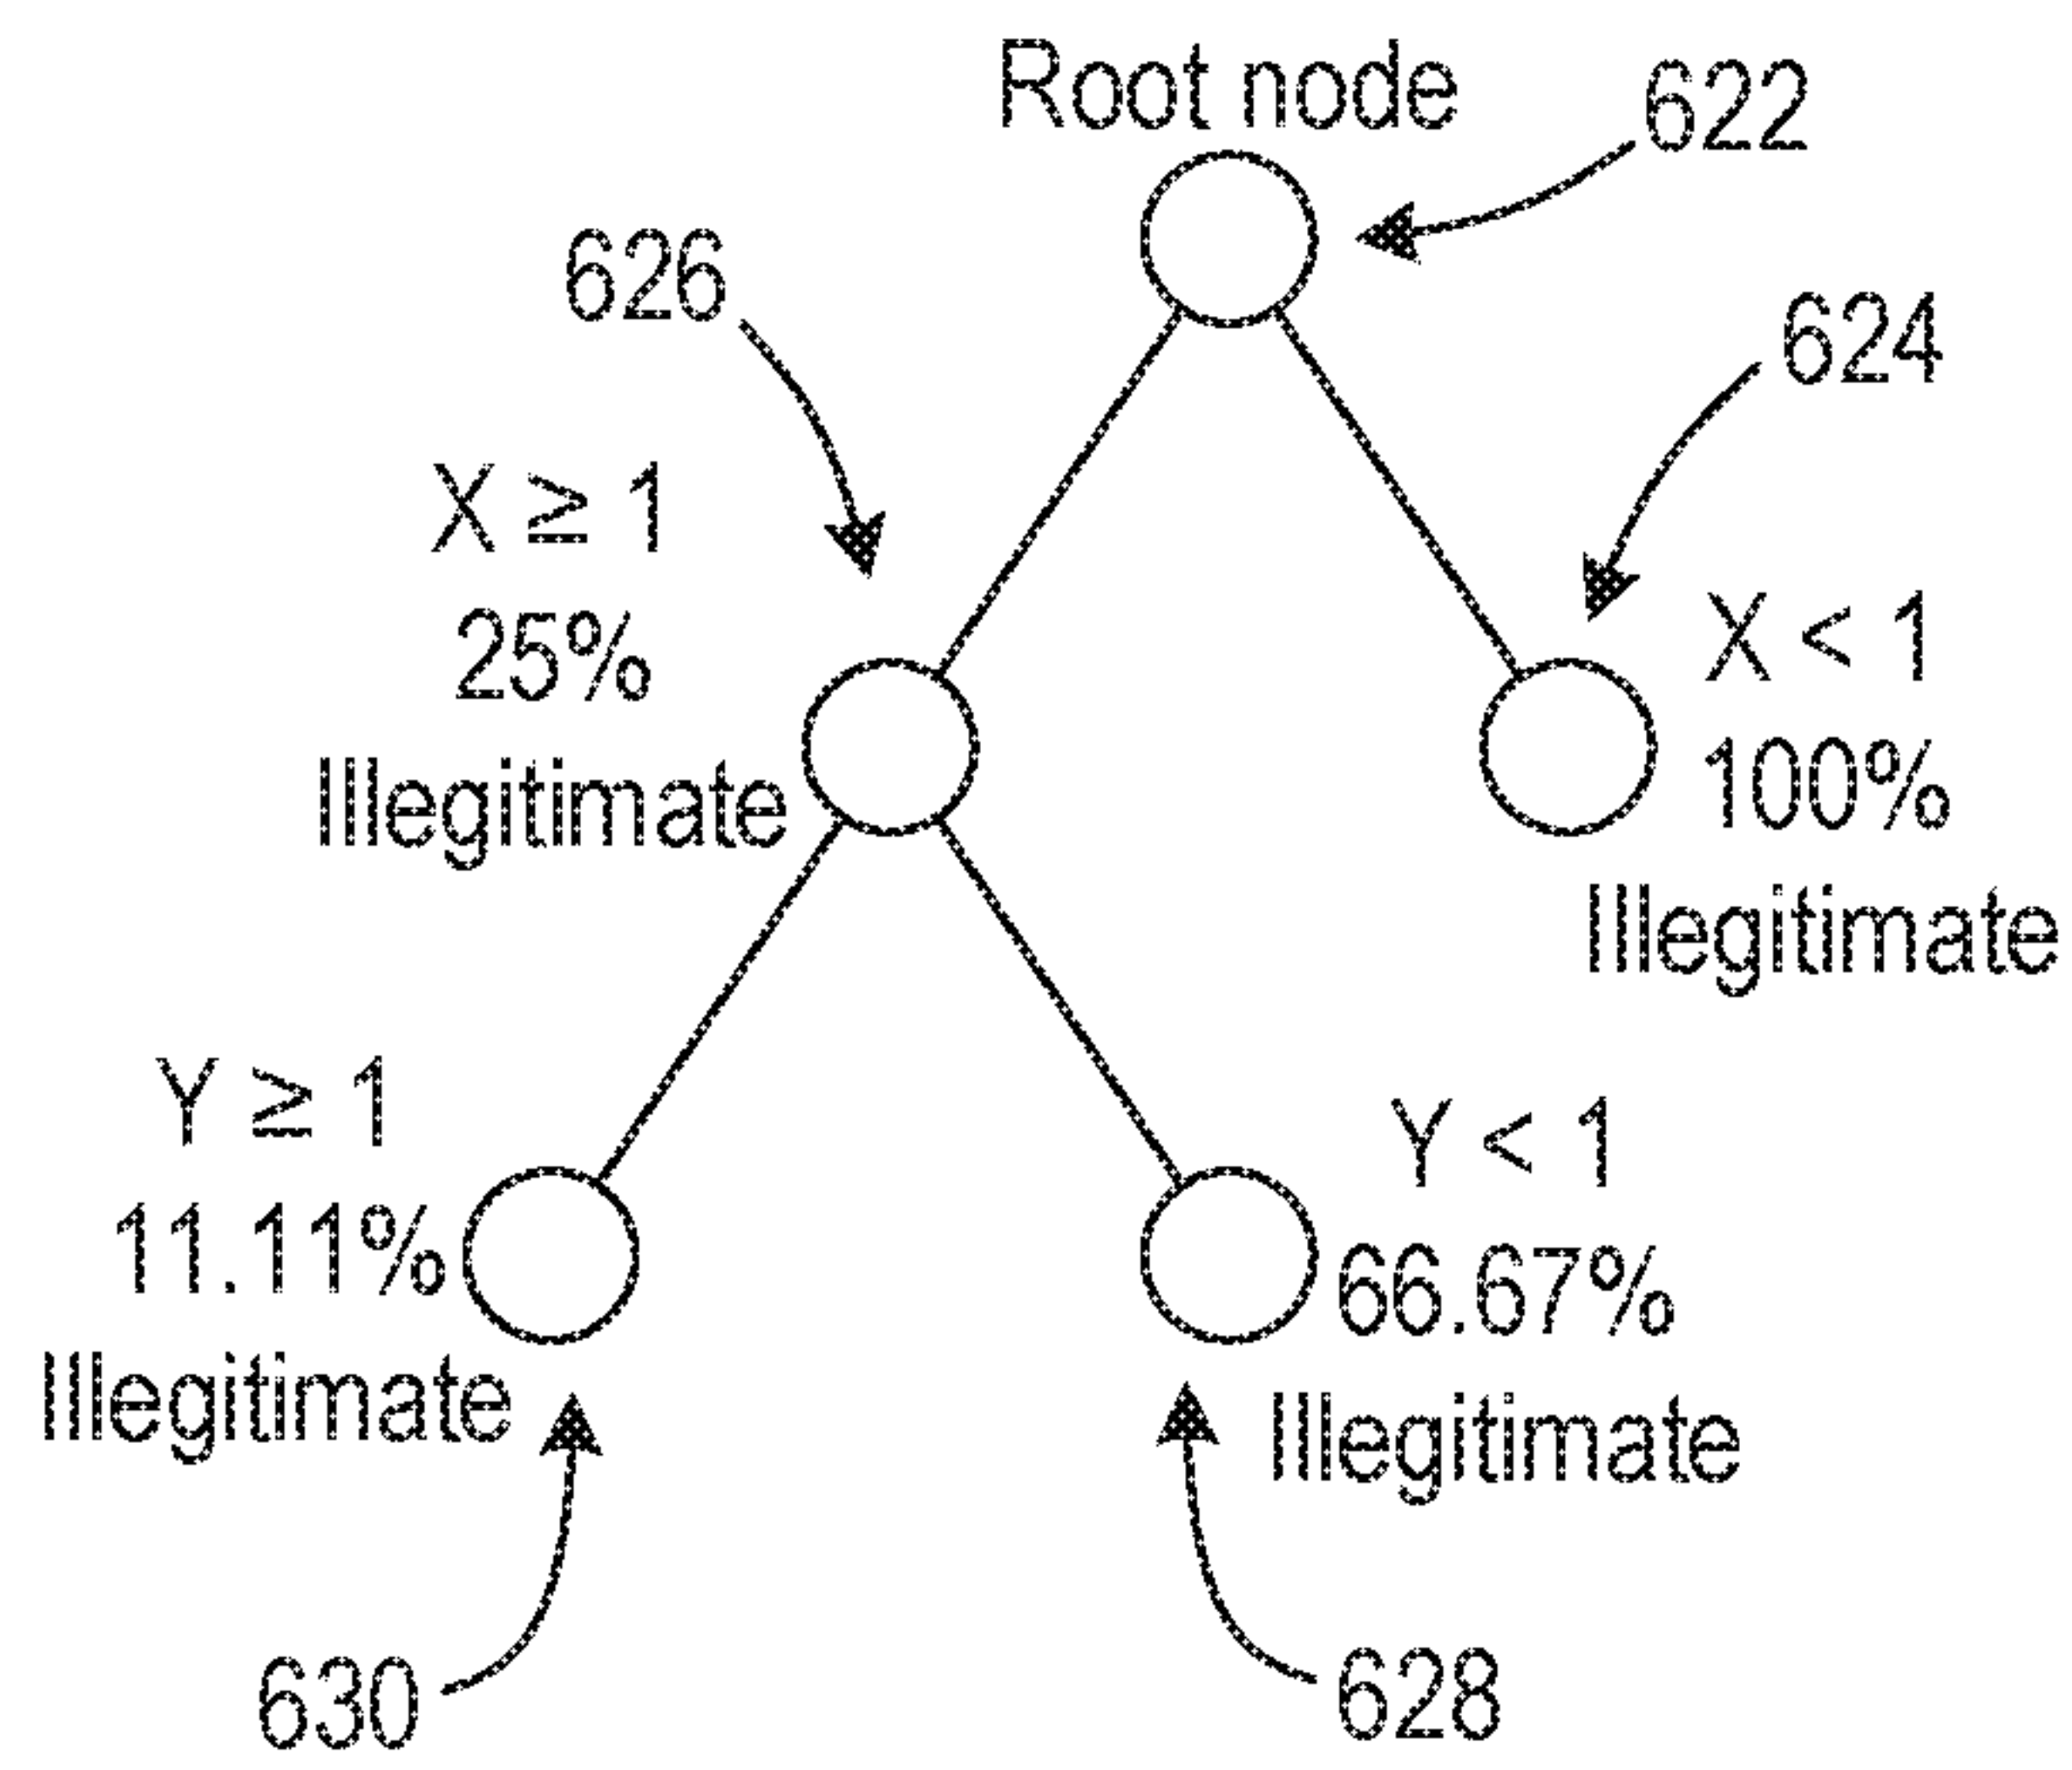 Root node
622
626
624
X ≥ 1
25%
Illegitimate
X < 1
100%
Illegitimate
Y ≥ 1
11.11%
Illegitimate
Y < 1
66.67%
Illegitimate
630
628